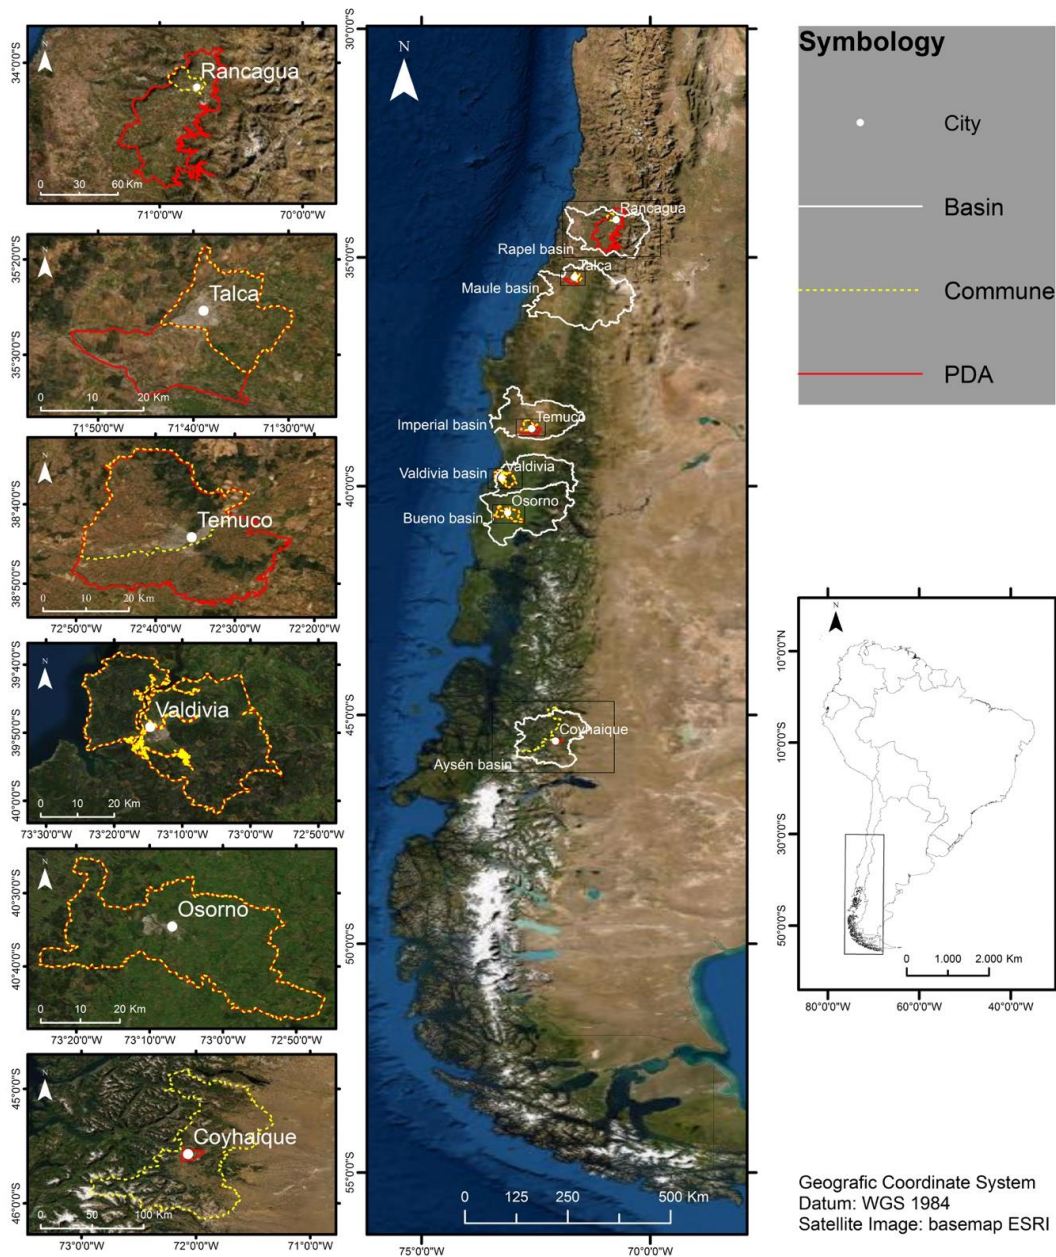 N
34°0'0"S
Rancagua
0 30 60 Km
71°0'0"W 70°0'0"W
N
35°20'0"S
35°30'0"S
Talca
0 10 20 Km
71°50'0"W 71°40'0"W 71°30'0"W
N
38°40'0"S
38°50'0"S
Temuco
0 10 20 Km
72°50'0"W 72°40'0"W 72°30'0"W 72°20'0"W
N
39°40'0"S
39°50'0"S
40°0'0"S
Valdivia
0 10 20 Km
73°30'0"W 73°20'0"W 73°10'0"W 73°0'0"W 72°50'0"W
N
40°30'0"S
40°40'0"S
Osorno
0 10 20 Km
73°20'0"W 73°10'0"W 73°0'0"W 72°50'0"W
N
45°0'0"S
46°0'0"S
Coyhaique
0 50 100 Km
73°0'0"W 72°0'0"W 71°0'0"W
N
30°0'0"S
35°0'0"S
40°0'0"S
45°0'0"S
50°0'0"S
55°0'0"S
Rancagua
Rapel basin
Talca
Maule basin
Temuco
Imperial basin
Valdivia
Valdivia basin
Osorno
Bueno basin
Coyhaique
Aysén basin
0 125 250 500 Km
75°0'0"W 70°0'0"W
Symbology
City
Basin
Commune
PDA
N
10°0'0"N
10°0'0"S
30°0'0"S
50°0'0"S
0 1.000 2.000 Km
80°0'0"W 60°0'0"W 40°0'0"W
Geografic Coordinate System
Datum: WGS 1984
Satellite Image: basemap ESRI